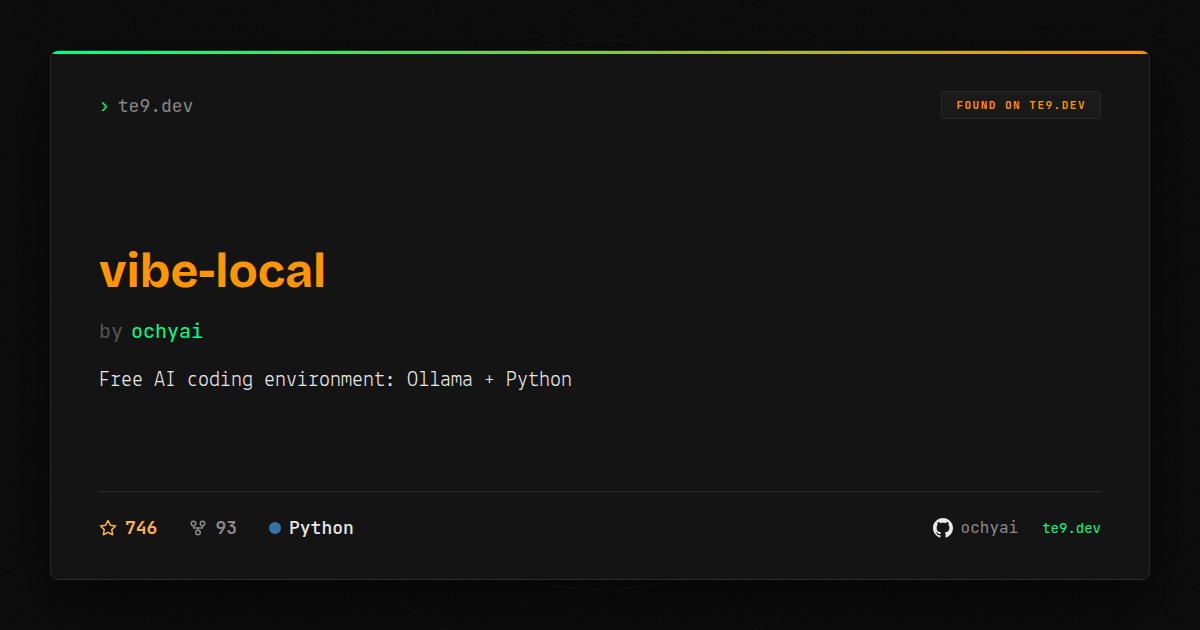 › te9.dev
FOUND ON TE9.DEV
vibe-local
by ochyai
Free AI coding environment: Ollama + Python
746 93 Python
ochyai te9.dev